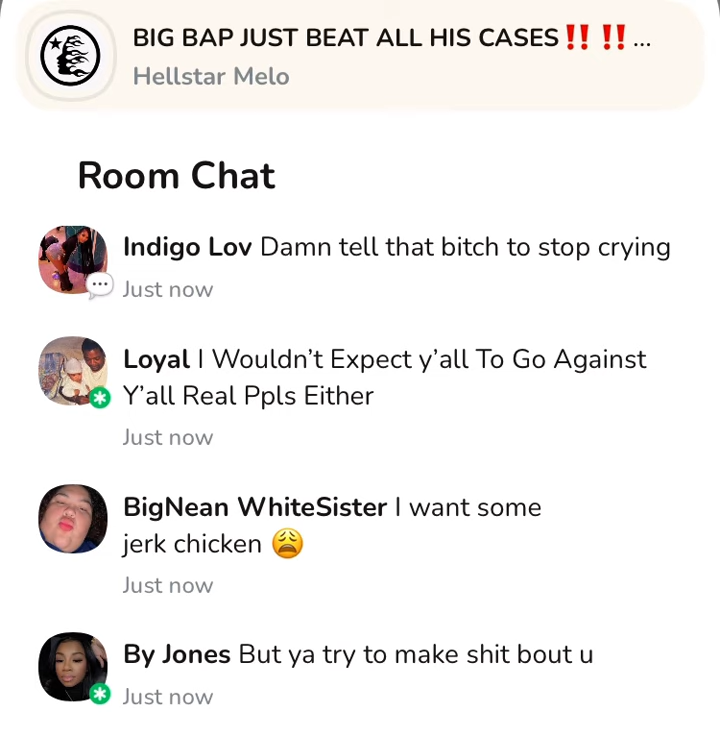 BIG BAP JUST BEAT ALL HIS CASES‼️ ‼️...
Hellstar Melo
Room Chat
Indigo Lov Damn tell that bitch to stop crying
Just now
Loyal I Wouldn't Expect y'all To Go Against
Y'all Real Ppls Either
Just now
BigNean WhiteSister I want some
jerk chicken 😩
Just now
By Jones But ya try to make shit bout u
Just now